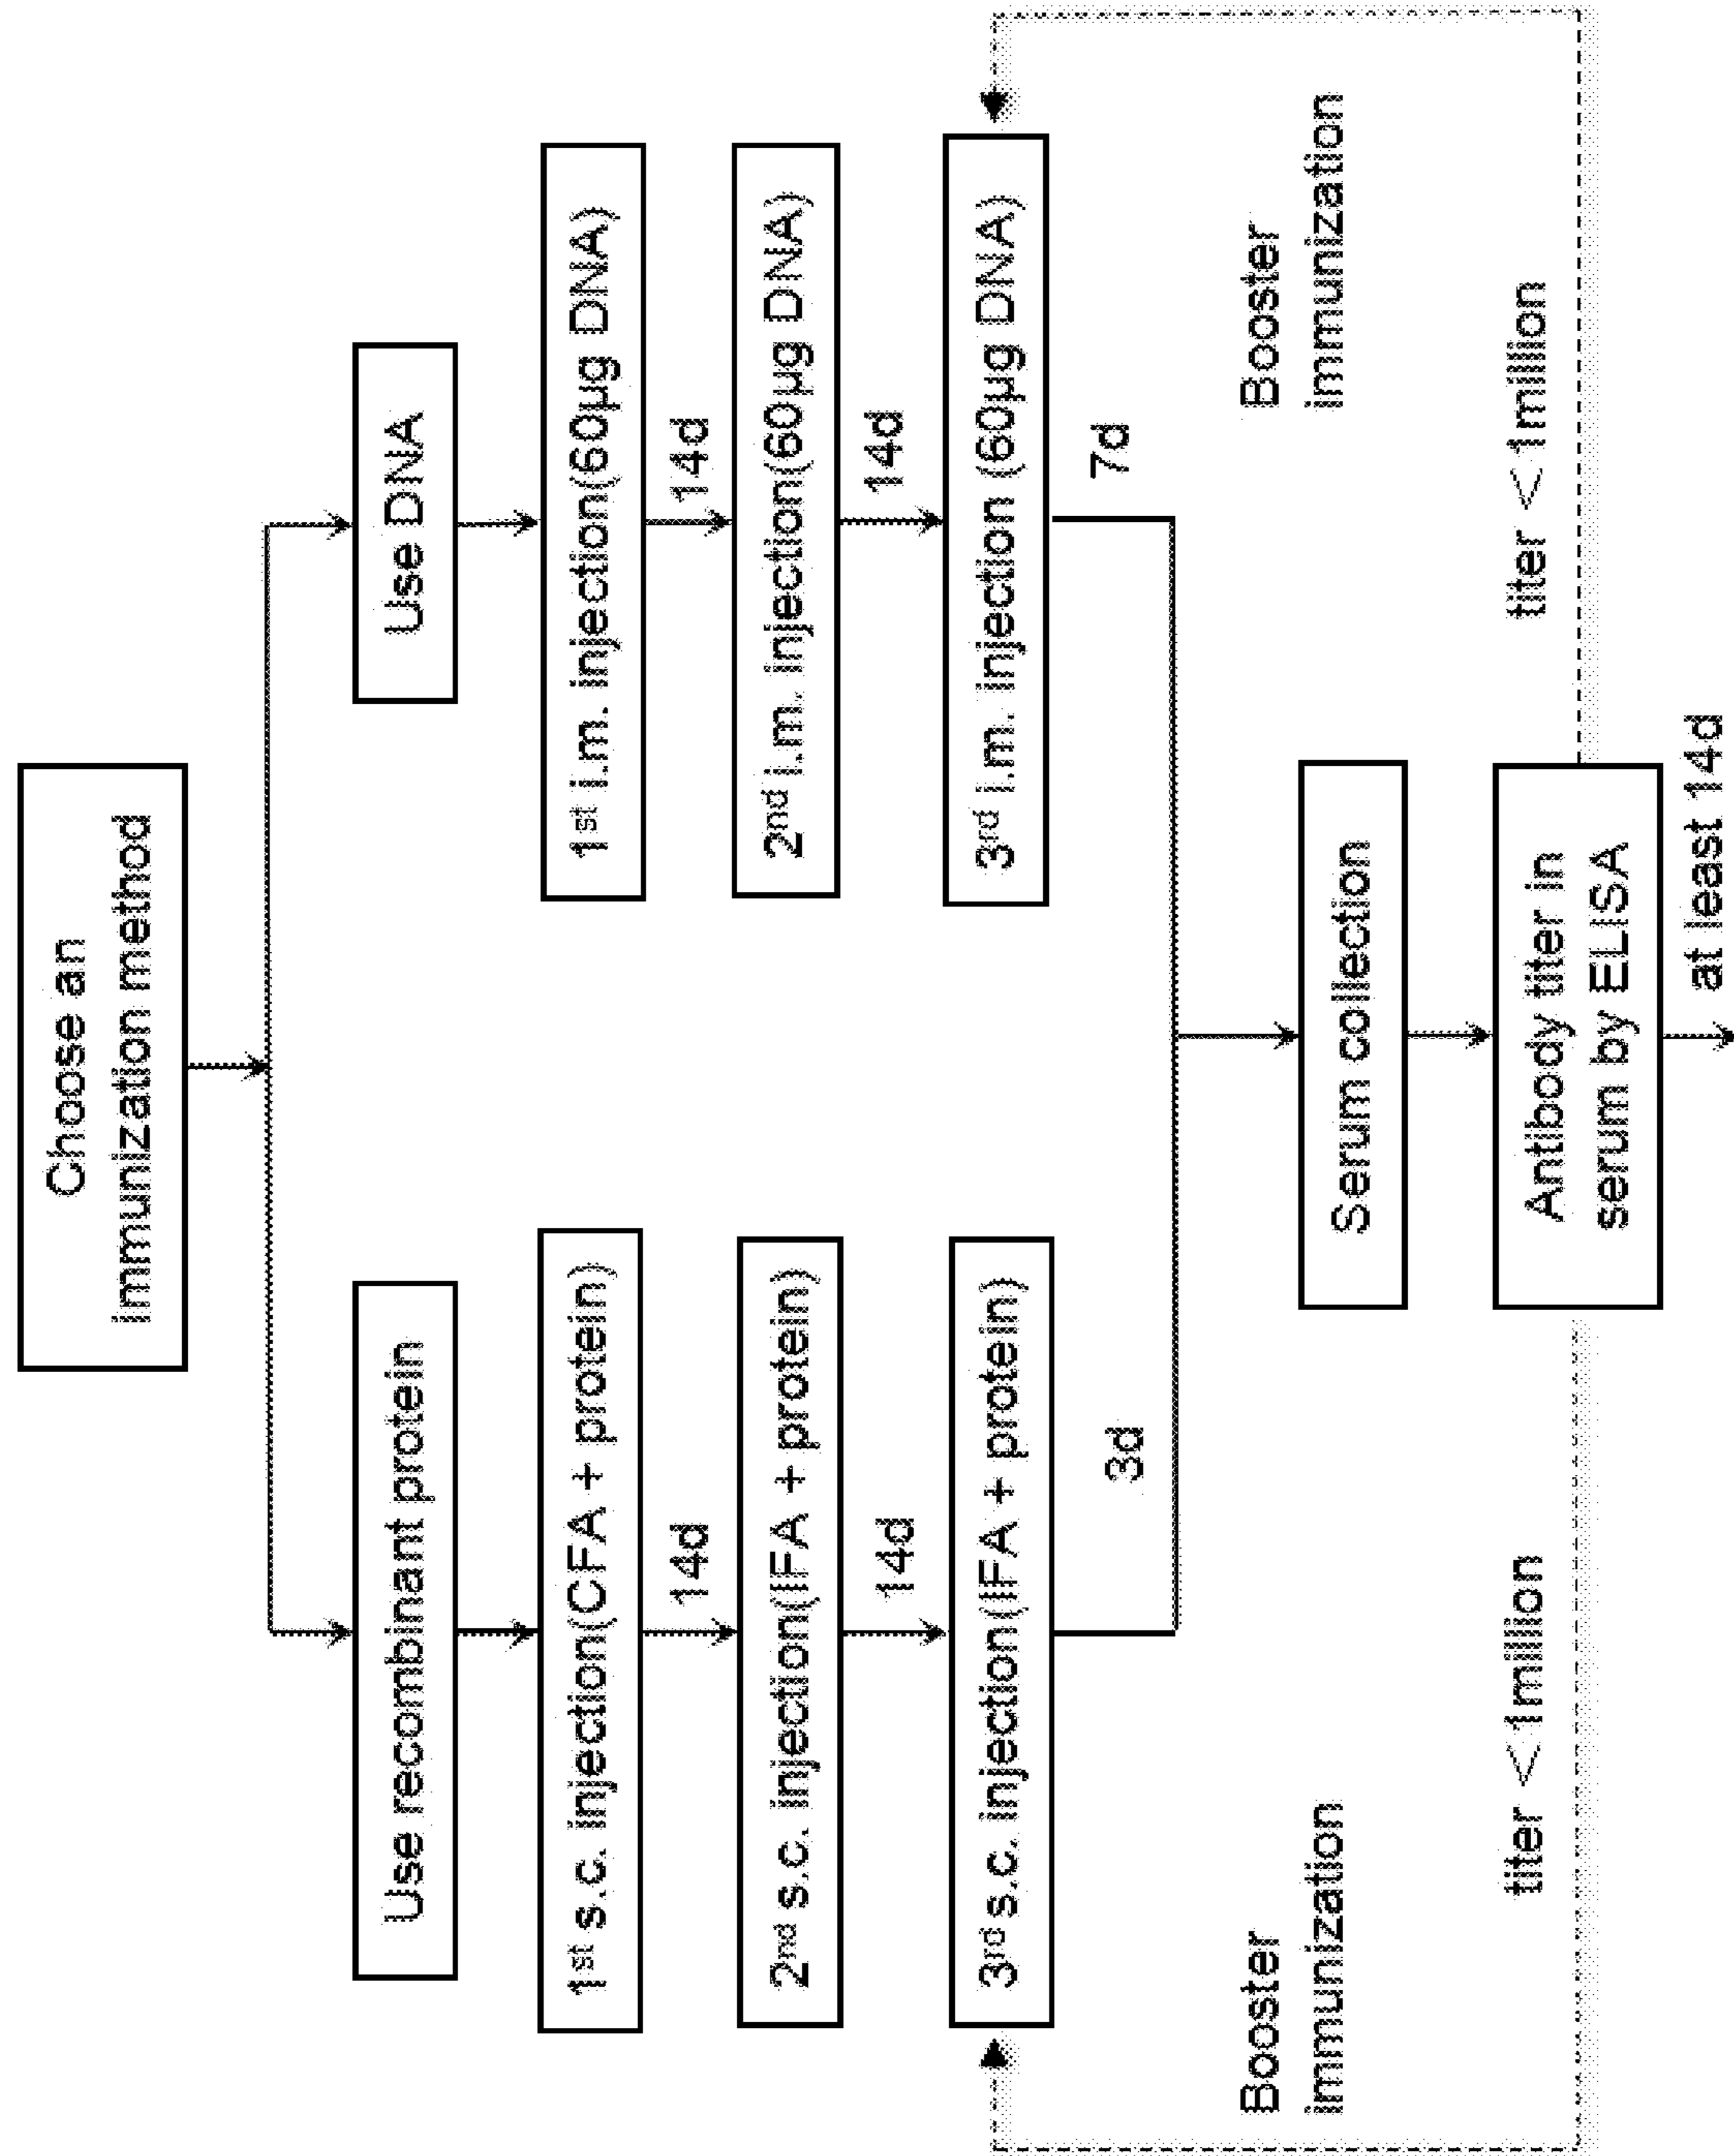 Choose an
immunization method
Use recombinant protein
Use DNA
1st s.c. injection(CFA + protein)
1st i.m. injection(60µg DNA)
14d
14d
2nd s.c. injection(IFA + protein)
2nd i.m. injection(60µg DNA)
14d
14d
3rd s.c. injection(IFA + protein)
3rd i.m. injection (60µg DNA)
3d
7d
Booster
immunization
Booster
immunization
Serum collection
titer <1million
titer <1million
Antibody titer in
serum by ELISA
at least 14d